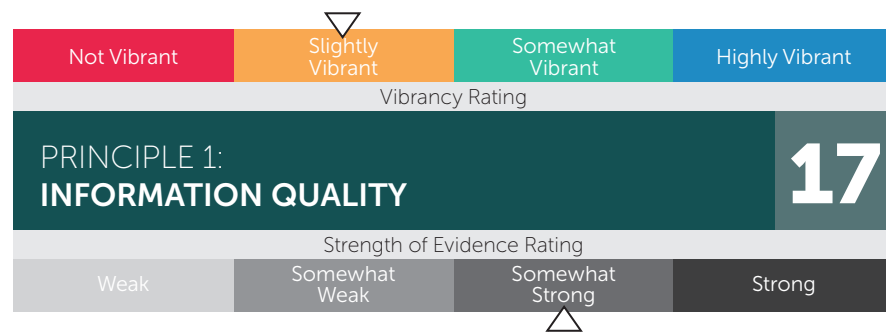 Not Vibrant
Slightly
Vibrant
Somewhat
Vibrant
Highly Vibrant
Vibrancy Rating
PRINCIPLE 1:
INFORMATION QUALITY
17
Strength of Evidence Rating
Weak
Somewhat
Weak
Somewhat
Strong
Strong